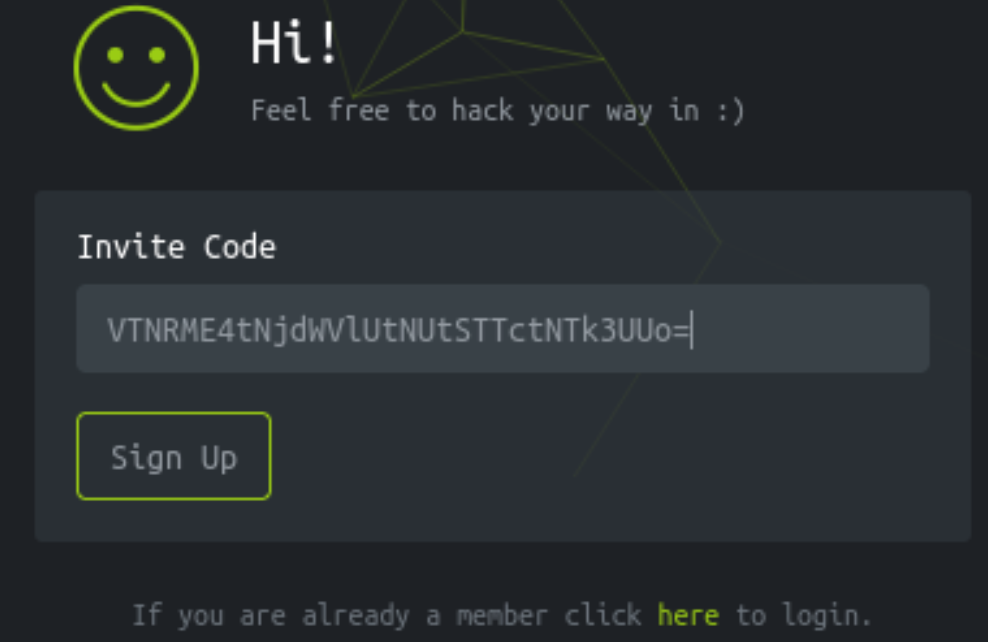 Hi!
Feel free to hack your way in :)
Invite Code
VTNRME4tNjdWVlUtNUtSTTctNTk3UUo=
Sign Up
If you are already a member click here to login.